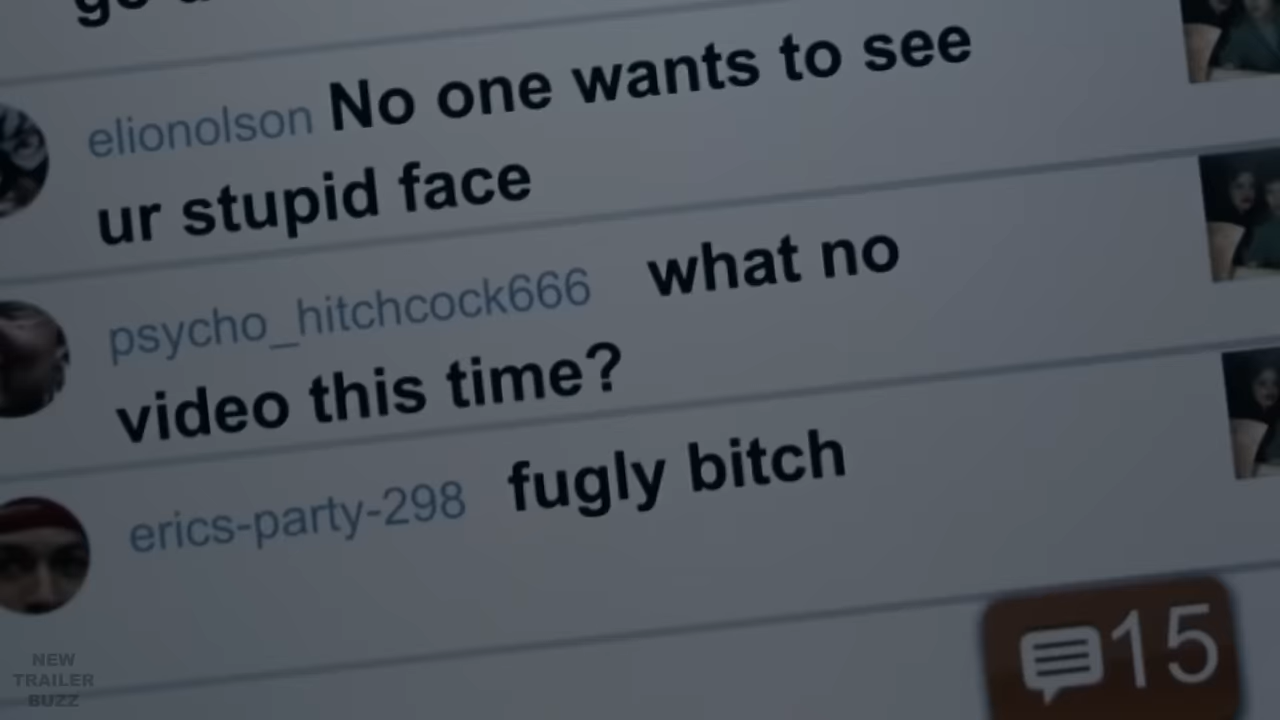 elionolson No one wants to see
ur stupid face
psycho_hitchcock666 what no
video this time?
erics-party-298 fugly bitch
15
NEW
TRAILER
BUZZ